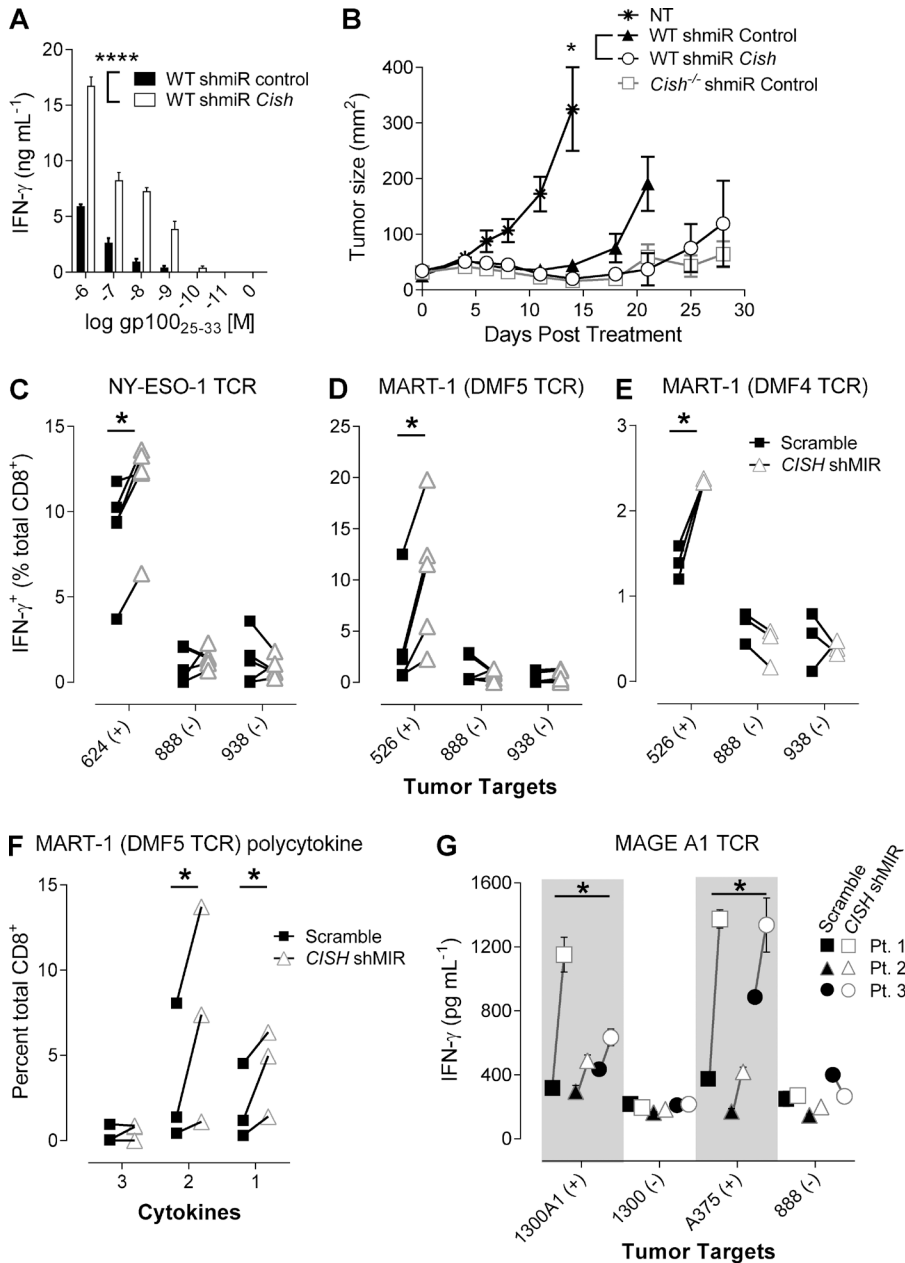 A
20
15
10
5
0
IFN-γ (ng mL⁻¹)
****
WT shmiR control
WT shmiR Cish
-6
-7
-8
-9
-10
-11
0
log gp100₂₅₋₃₃ [M]
B
NT
WT shmiR Control
WT shmiR Cish
Cish⁻/⁻ shmiR Control
*
400
300
200
100
0
Tumor size (mm²)
0 5 10 15 20 25 30
Days Post Treatment
C NY-ESO-1 TCR
15
10
5
0
IFN-γ⁺ (% total CD8⁺)
*
624 (+)
888 (-)
938 (-)
D MART-1 (DMF5 TCR)
25
20
15
10
5
0
*
526 (+)
888 (-)
938 (-)
Tumor Targets
E MART-1 (DMF4 TCR)
3
2
1
0
*
Scramble
CISH shMIR
526 (+)
888 (-)
938 (-)
F MART-1 (DMF5 TCR) polycytokine
15
10
5
0
Percent total CD8⁺
* *
Scramble
CISH shMIR
3 2 1
Cytokines
G MAGE A1 TCR
1600
1200
800
400
0
IFN-γ (pg mL⁻¹)
* *
Scramble
CISH shMIR
Pt. 1
Pt. 2
Pt. 3
1300A1 (+)
1300 (-)
A375 (+)
888 (-)
Tumor Targets